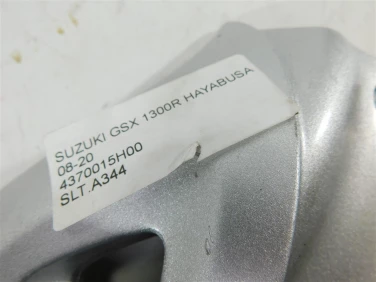 SUZUKI GSX 1300R HAYABUSA
08-20
4370015H00
SLT.A344